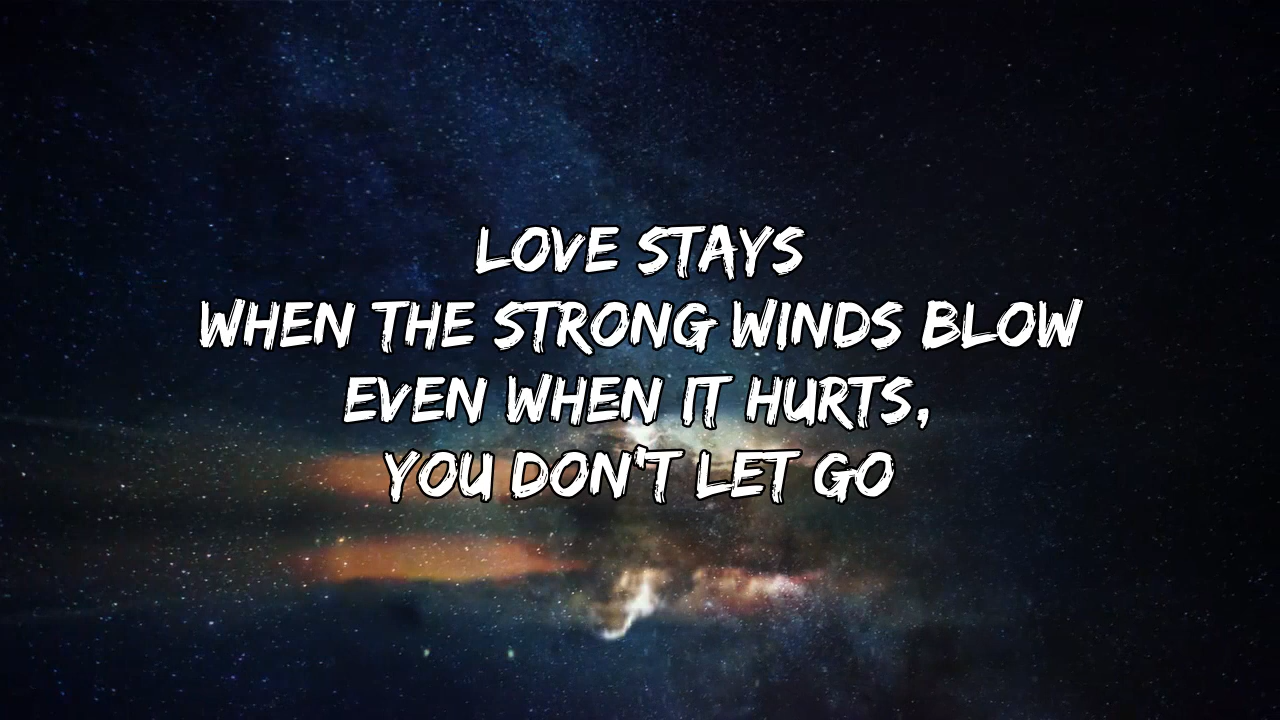 LOVE STAYS
WHEN THE STRONG WINDS BLOW
EVEN WHEN IT HURTS,
YOU DON'T LET GO